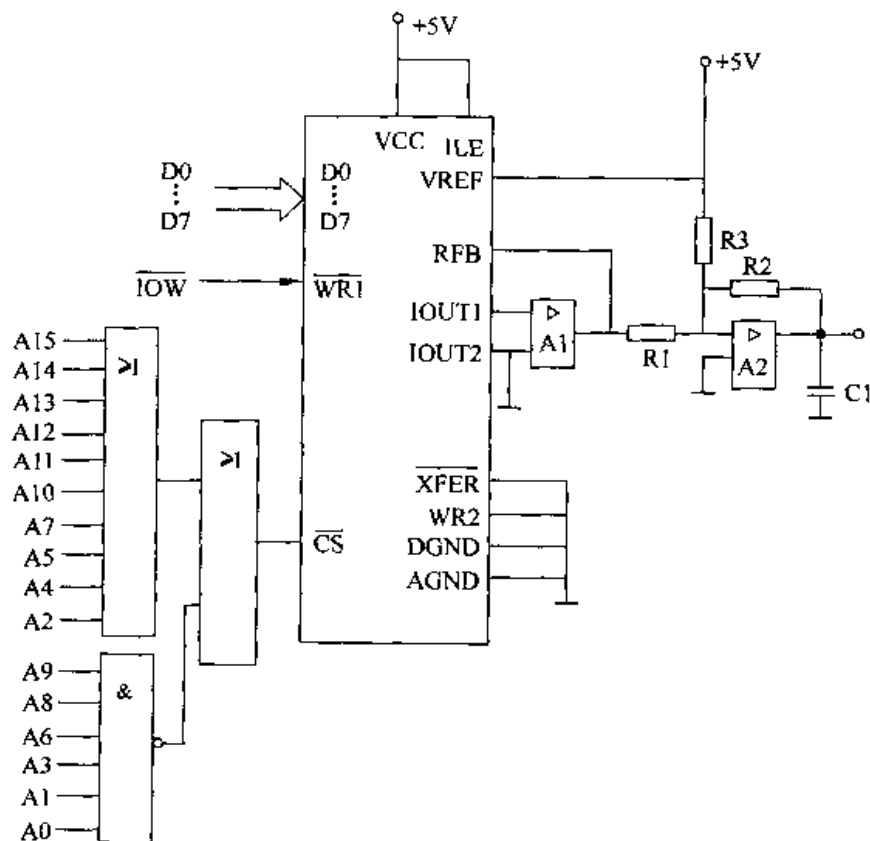 +5V
+5V
VCC
ILE
VREF
D0
D7
D0
D7
RFB
R3
R2
IOW
WR1
IOUT1
A1
IOUT2
R1
A2
C1
A15
A14
A13
A12
A11
A10
A7
A5
A4
A2
≥1
≥1
XFER
WR2
DGND
AGND
CS
A9
A8
A6
A3
A1
A0
&